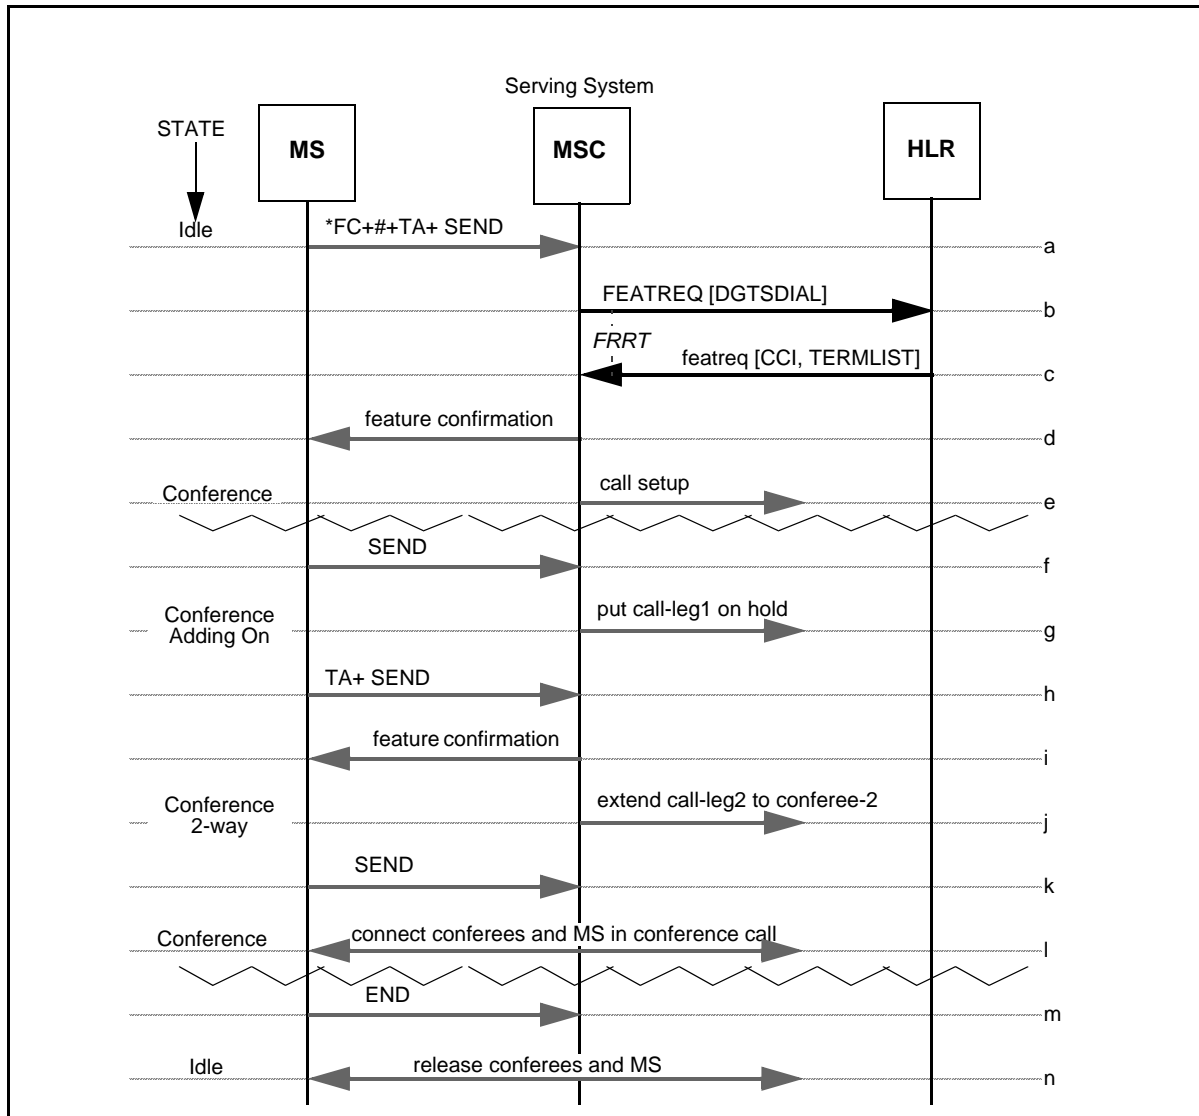 Serving System
STATE
MS
MSC
HLR
Idle
*FC+#+TA+ SEND
a
FEATREQ [DGTSDIAL]
b
FRRT
featreq [CCI, TERMLIST]
c
feature confirmation
d
Conference
call setup
e
SEND
f
Conference
Adding On
put call-leg1 on hold
g
TA+ SEND
h
feature confirmation
i
Conference
2-way
extend call-leg2 to conferee-2
j
SEND
k
Conference
connect conferees and MS in conference call
l
END
m
Idle
release conferees and MS
n